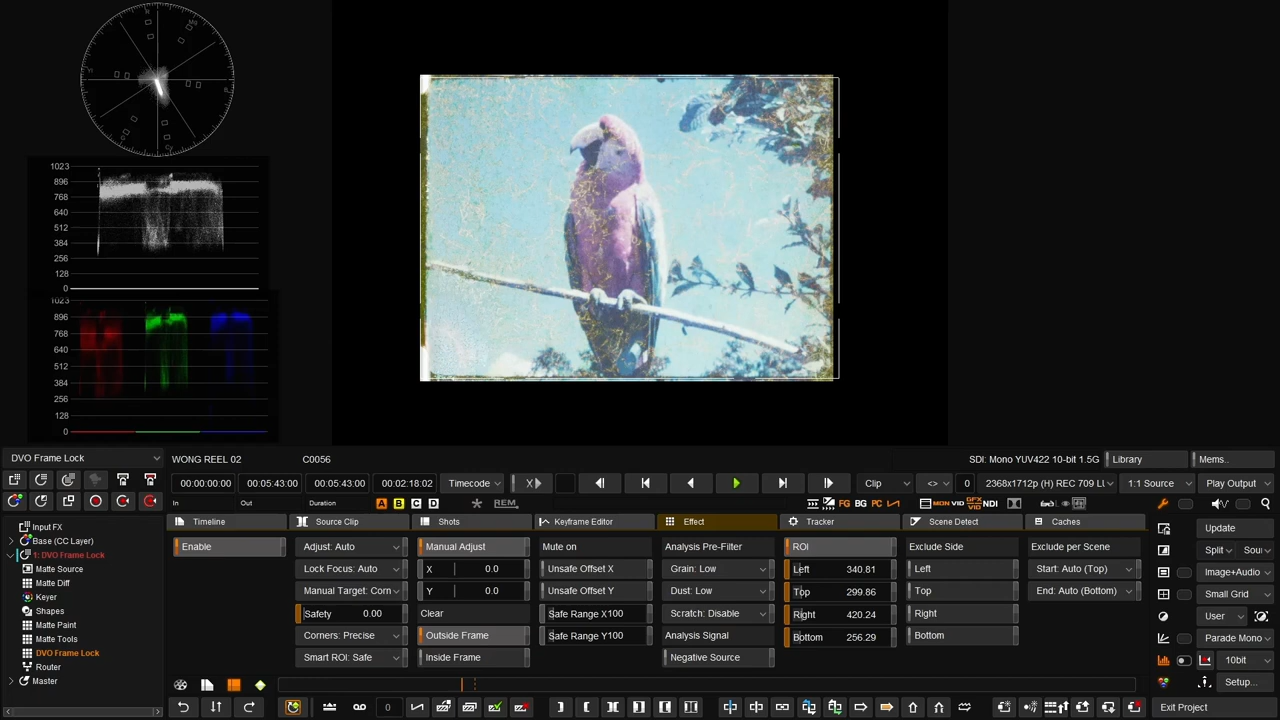 1023
896
768
640
512
384
256
128
0
1023
896
768
640
512
384
256
128
0
DVO Frame Lock
WONG REEL 02
C0056
SDI: Mono YUV422 10-bit 1.5G
Library
Mems..
00:00:00:00
00:05:43:00
00:05:43:00
00:02:18:02
Timecode
X
Clip
<>
0
2368x1712p (H) REC 709 L
1:1 Source
Play Output
In
Out
Duration
A B C D
REM
FG BG PC
MON VID GFX VID NDI
Input FX
Base (CC Layer)
1: DVO Frame Lock
Matte Source
Matte Diff
Keyer
Shapes
Matte Paint
Matte Tools
DVO Frame Lock
Router
Master
Timeline
Source Clip
Shots
Keyframe Editor
Effect
Tracker
Scene Detect
Caches
Enable
Adjust: Auto
Manual Adjust
Mute on
Analysis Pre-Filter
ROI
Exclude Side
Exclude per Scene
Lock Focus: Auto
X 0.0
Unsafe Offset X
Grain: Low
Left 340.81
Left
Start: Auto (Top)
Manual Target: Corn
Y 0.0
Unsafe Offset Y
Dust: Low
Top 299.86
Top
End: Auto (Bottom)
Safety 0.00
Clear
Safe Range X100
Scratch: Disable
Right 420.24
Right
Corners: Precise
Outside Frame
Safe Range Y100
Analysis Signal
Bottom 256.29
Bottom
Smart ROI: Safe
Inside Frame
Negative Source
Update
Split
Sou
Image+Audio
Small Grid
User
Parade Mono
10bit
Setup...
0
Exit Project